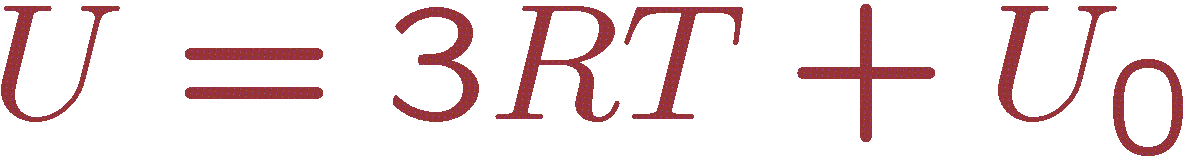 U = 3RT + U₀